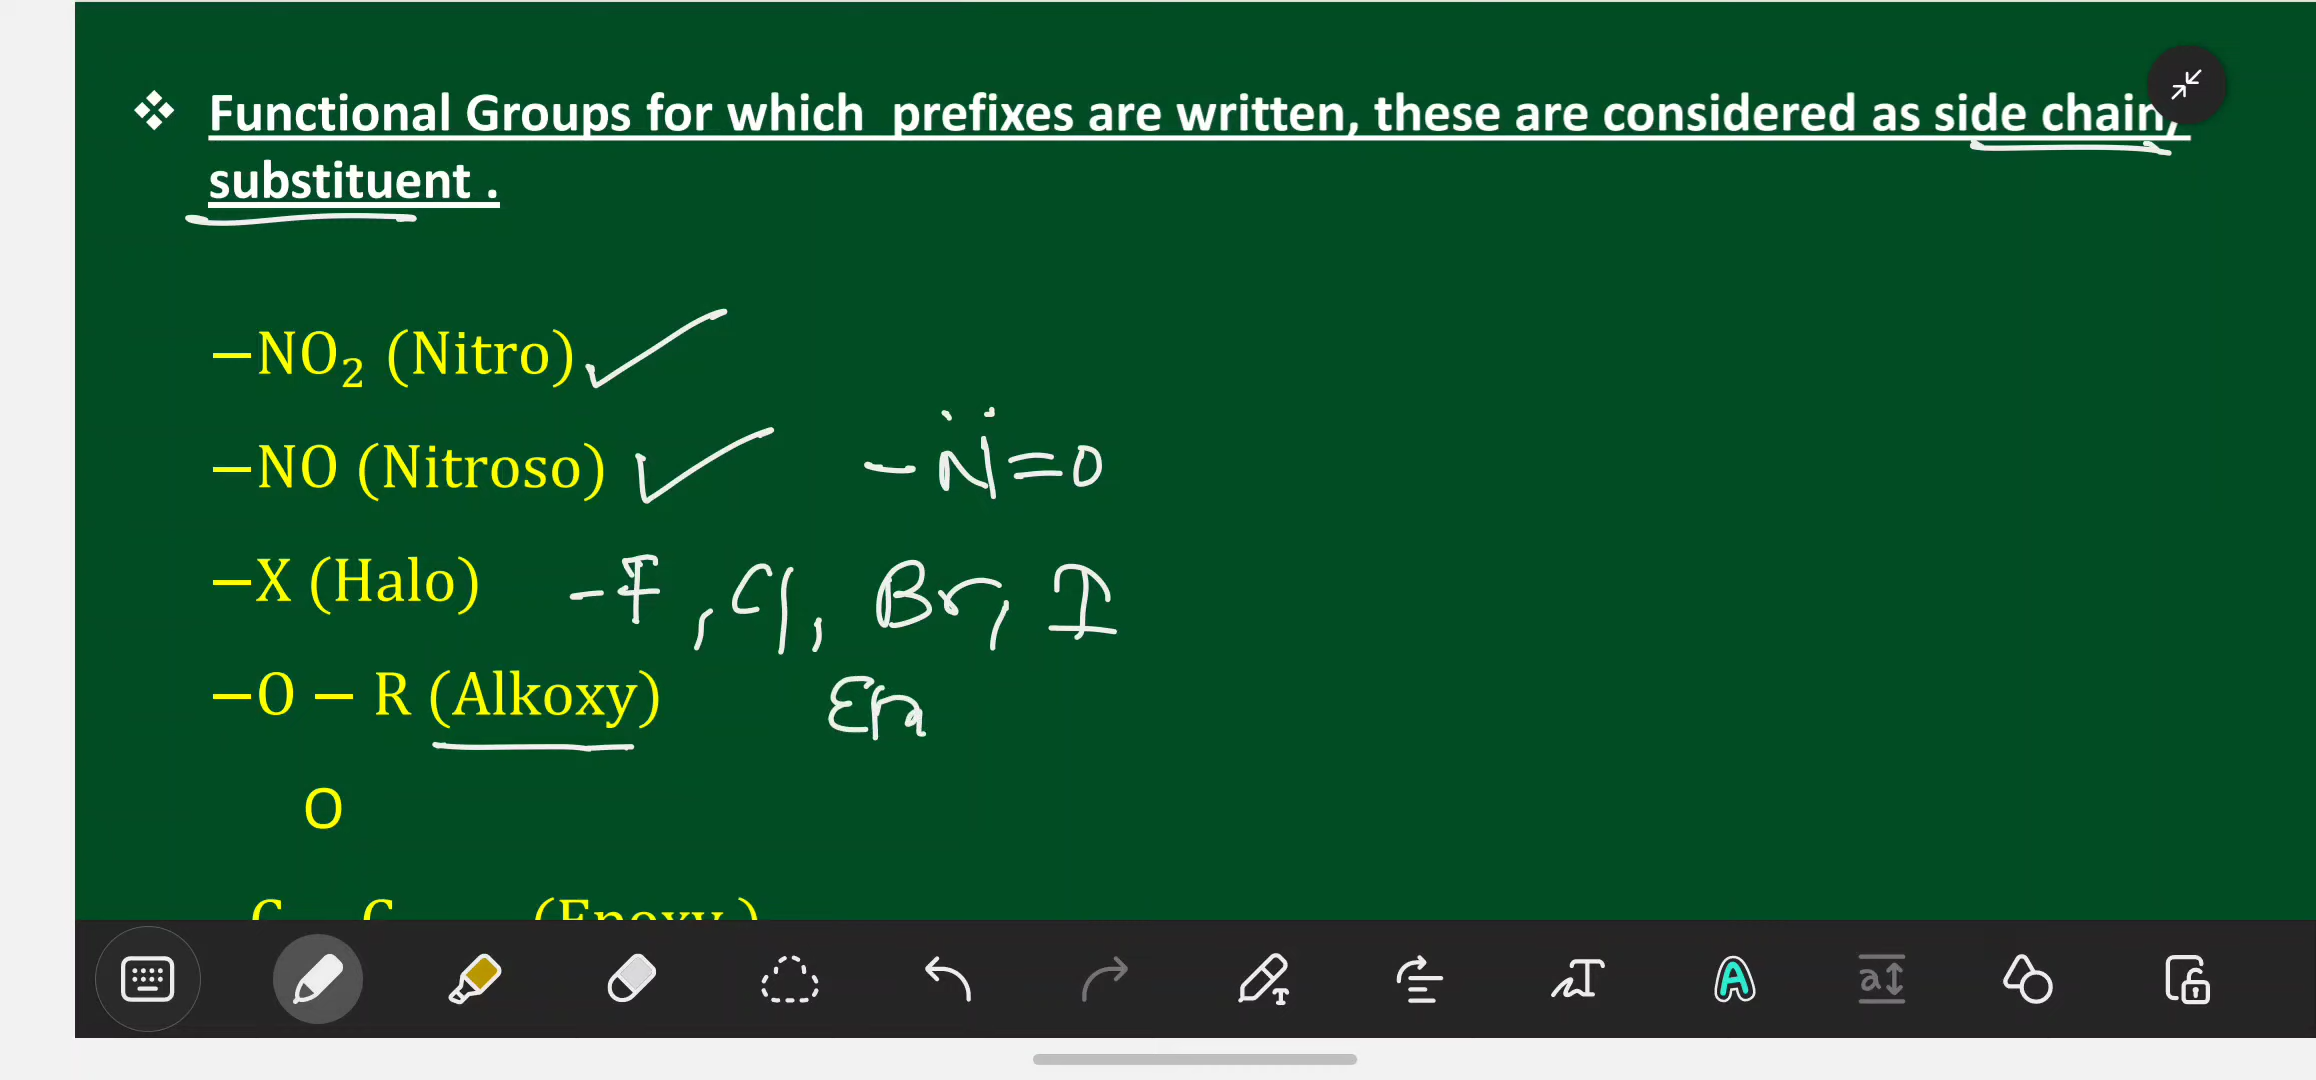 ❖ Functional Groups for which prefixes are written, these are considered as side chain,
substituent .
−NO₂ (Nitro)
−NO (Nitroso) -N̈=O
−X (Halo) -F, Cl, Br, I
−O − R (Alkoxy)
O
C C (Epoxy )